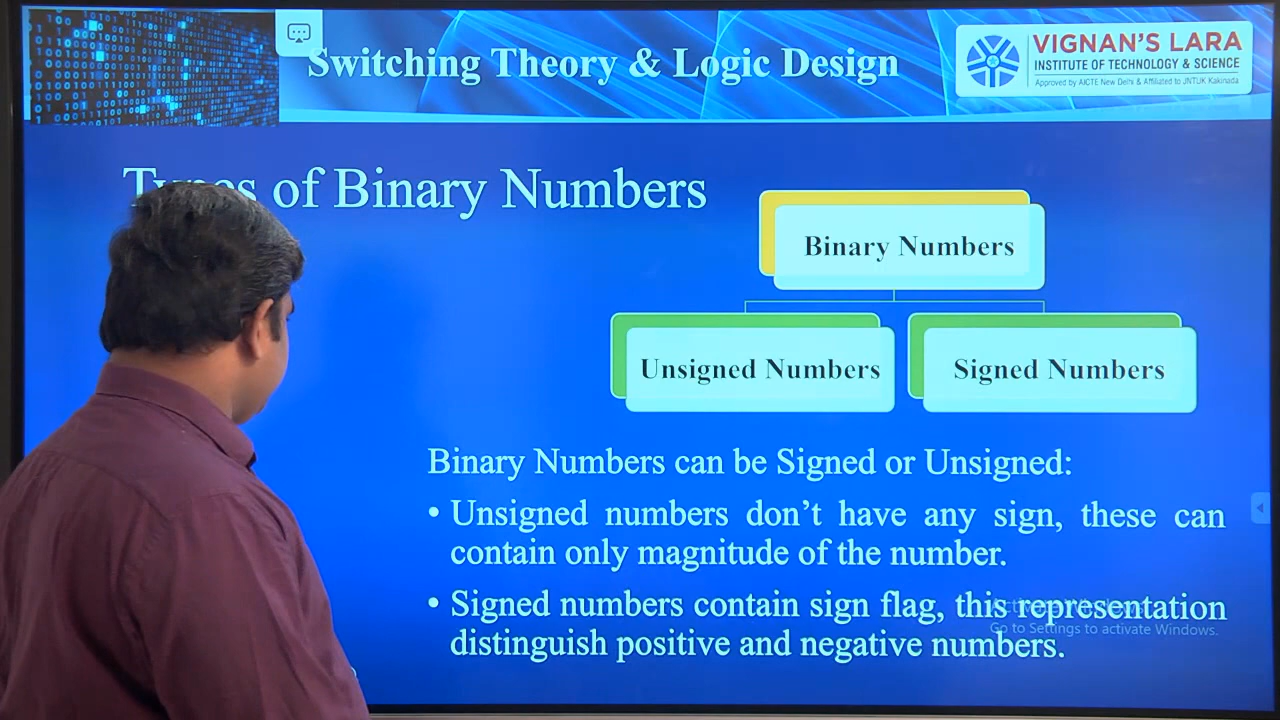 Switching Theory & Logic Design
VIGNAN'S LARA
INSTITUTE OF TECHNOLOGY & SCIENCE
Approved by AICTE New Delhi & Affiliated to JNTUK Kakinada
Types of Binary Numbers
Binary Numbers
Unsigned Numbers
Signed Numbers
Binary Numbers can be Signed or Unsigned:
• Unsigned numbers don't have any sign, these can
contain only magnitude of the number.
• Signed numbers contain sign flag, this representation
distinguish positive and negative numbers.
Activate Windows
Go to Settings to activate Windows.